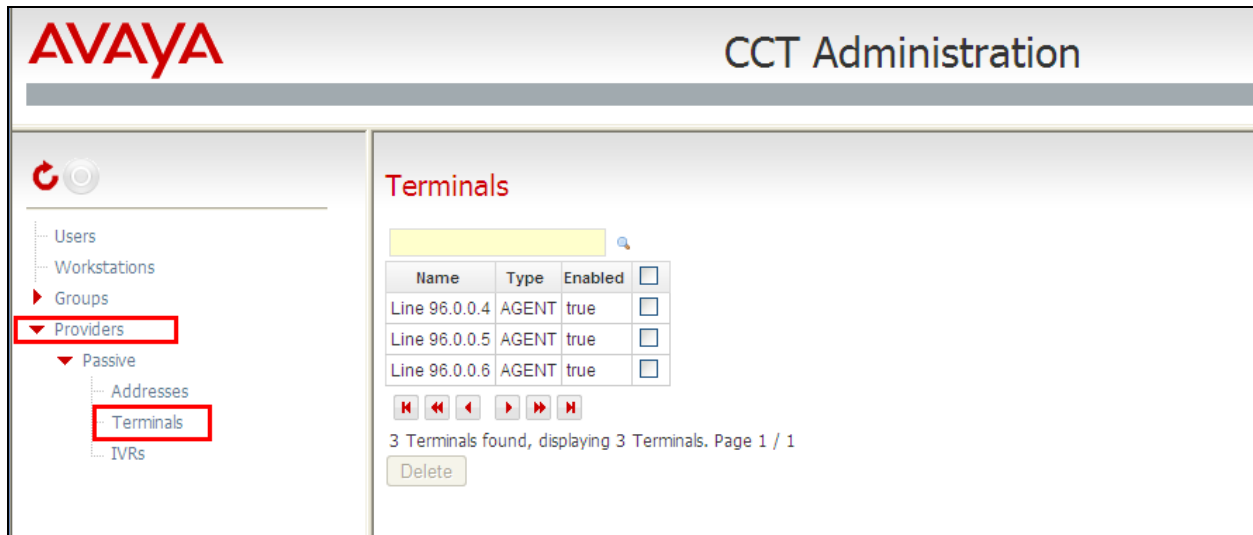 AVAYA
CCT Administration
Users
Workstations
Groups
Providers
Passive
Addresses
Terminals
IVRs
Terminals
Name Type Enabled
Line 96.0.0.4 AGENT true
Line 96.0.0.5 AGENT true
Line 96.0.0.6 AGENT true
3 Terminals found, displaying 3 Terminals. Page 1 / 1
Delete